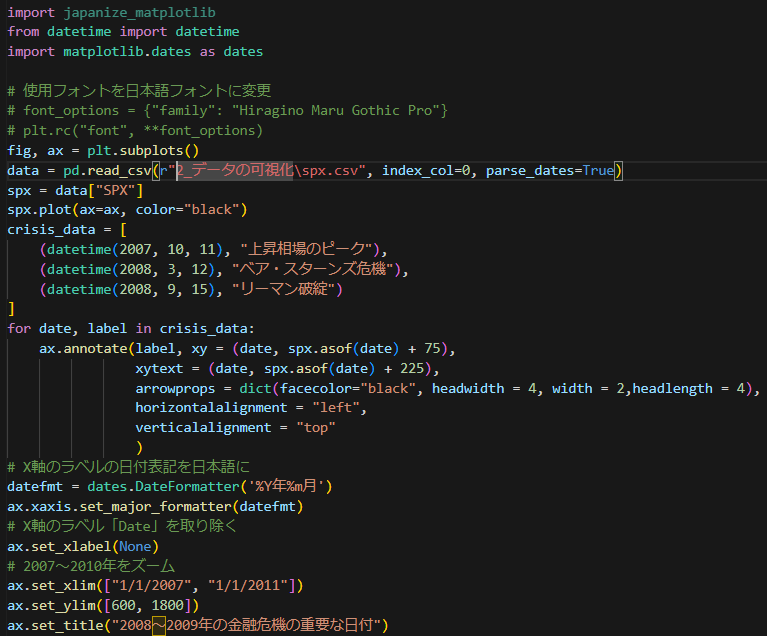 import japanize_matplotlib
from datetime import datetime
import matplotlib.dates as dates
# 使用フォントを日本語フォントに変更
# font_options = {"family": "Hiragino Maru Gothic Pro"}
# plt.rc("font", **font_options)
fig, ax = plt.subplots()
data = pd.read_csv(r"2_データの可視化\spx.csv", index_col=0, parse_dates=True)
spx = data["SPX"]
spx.plot(ax=ax, color="black")
crisis_data = [
    (datetime(2007, 10, 11), "上昇相場のピーク"),
    (datetime(2008, 3, 12), "ベア・スターンズ危機"),
    (datetime(2008, 9, 15), "リーマン破綻")
]
for date, label in crisis_data:
    ax.annotate(label, xy = (date, spx.asof(date) + 75),
                xytext = (date, spx.asof(date) + 225),
                arrowprops = dict(facecolor="black", headwidth = 4, width = 2,headlength = 4),
                horizontalalignment = "left",
                verticalalignment = "top"
                )
# X軸のラベルの日付表記を日本語に
datefmt = dates.DateFormatter('%Y年%m月')
ax.xaxis.set_major_formatter(datefmt)
# X軸のラベル「Date」を取り除く
ax.set_xlabel(None)
# 2007～2010年をズーム
ax.set_xlim(["1/1/2007", "1/1/2011"])
ax.set_ylim([600, 1800])
ax.set_title("2008～2009年の金融危機の重要な日付")